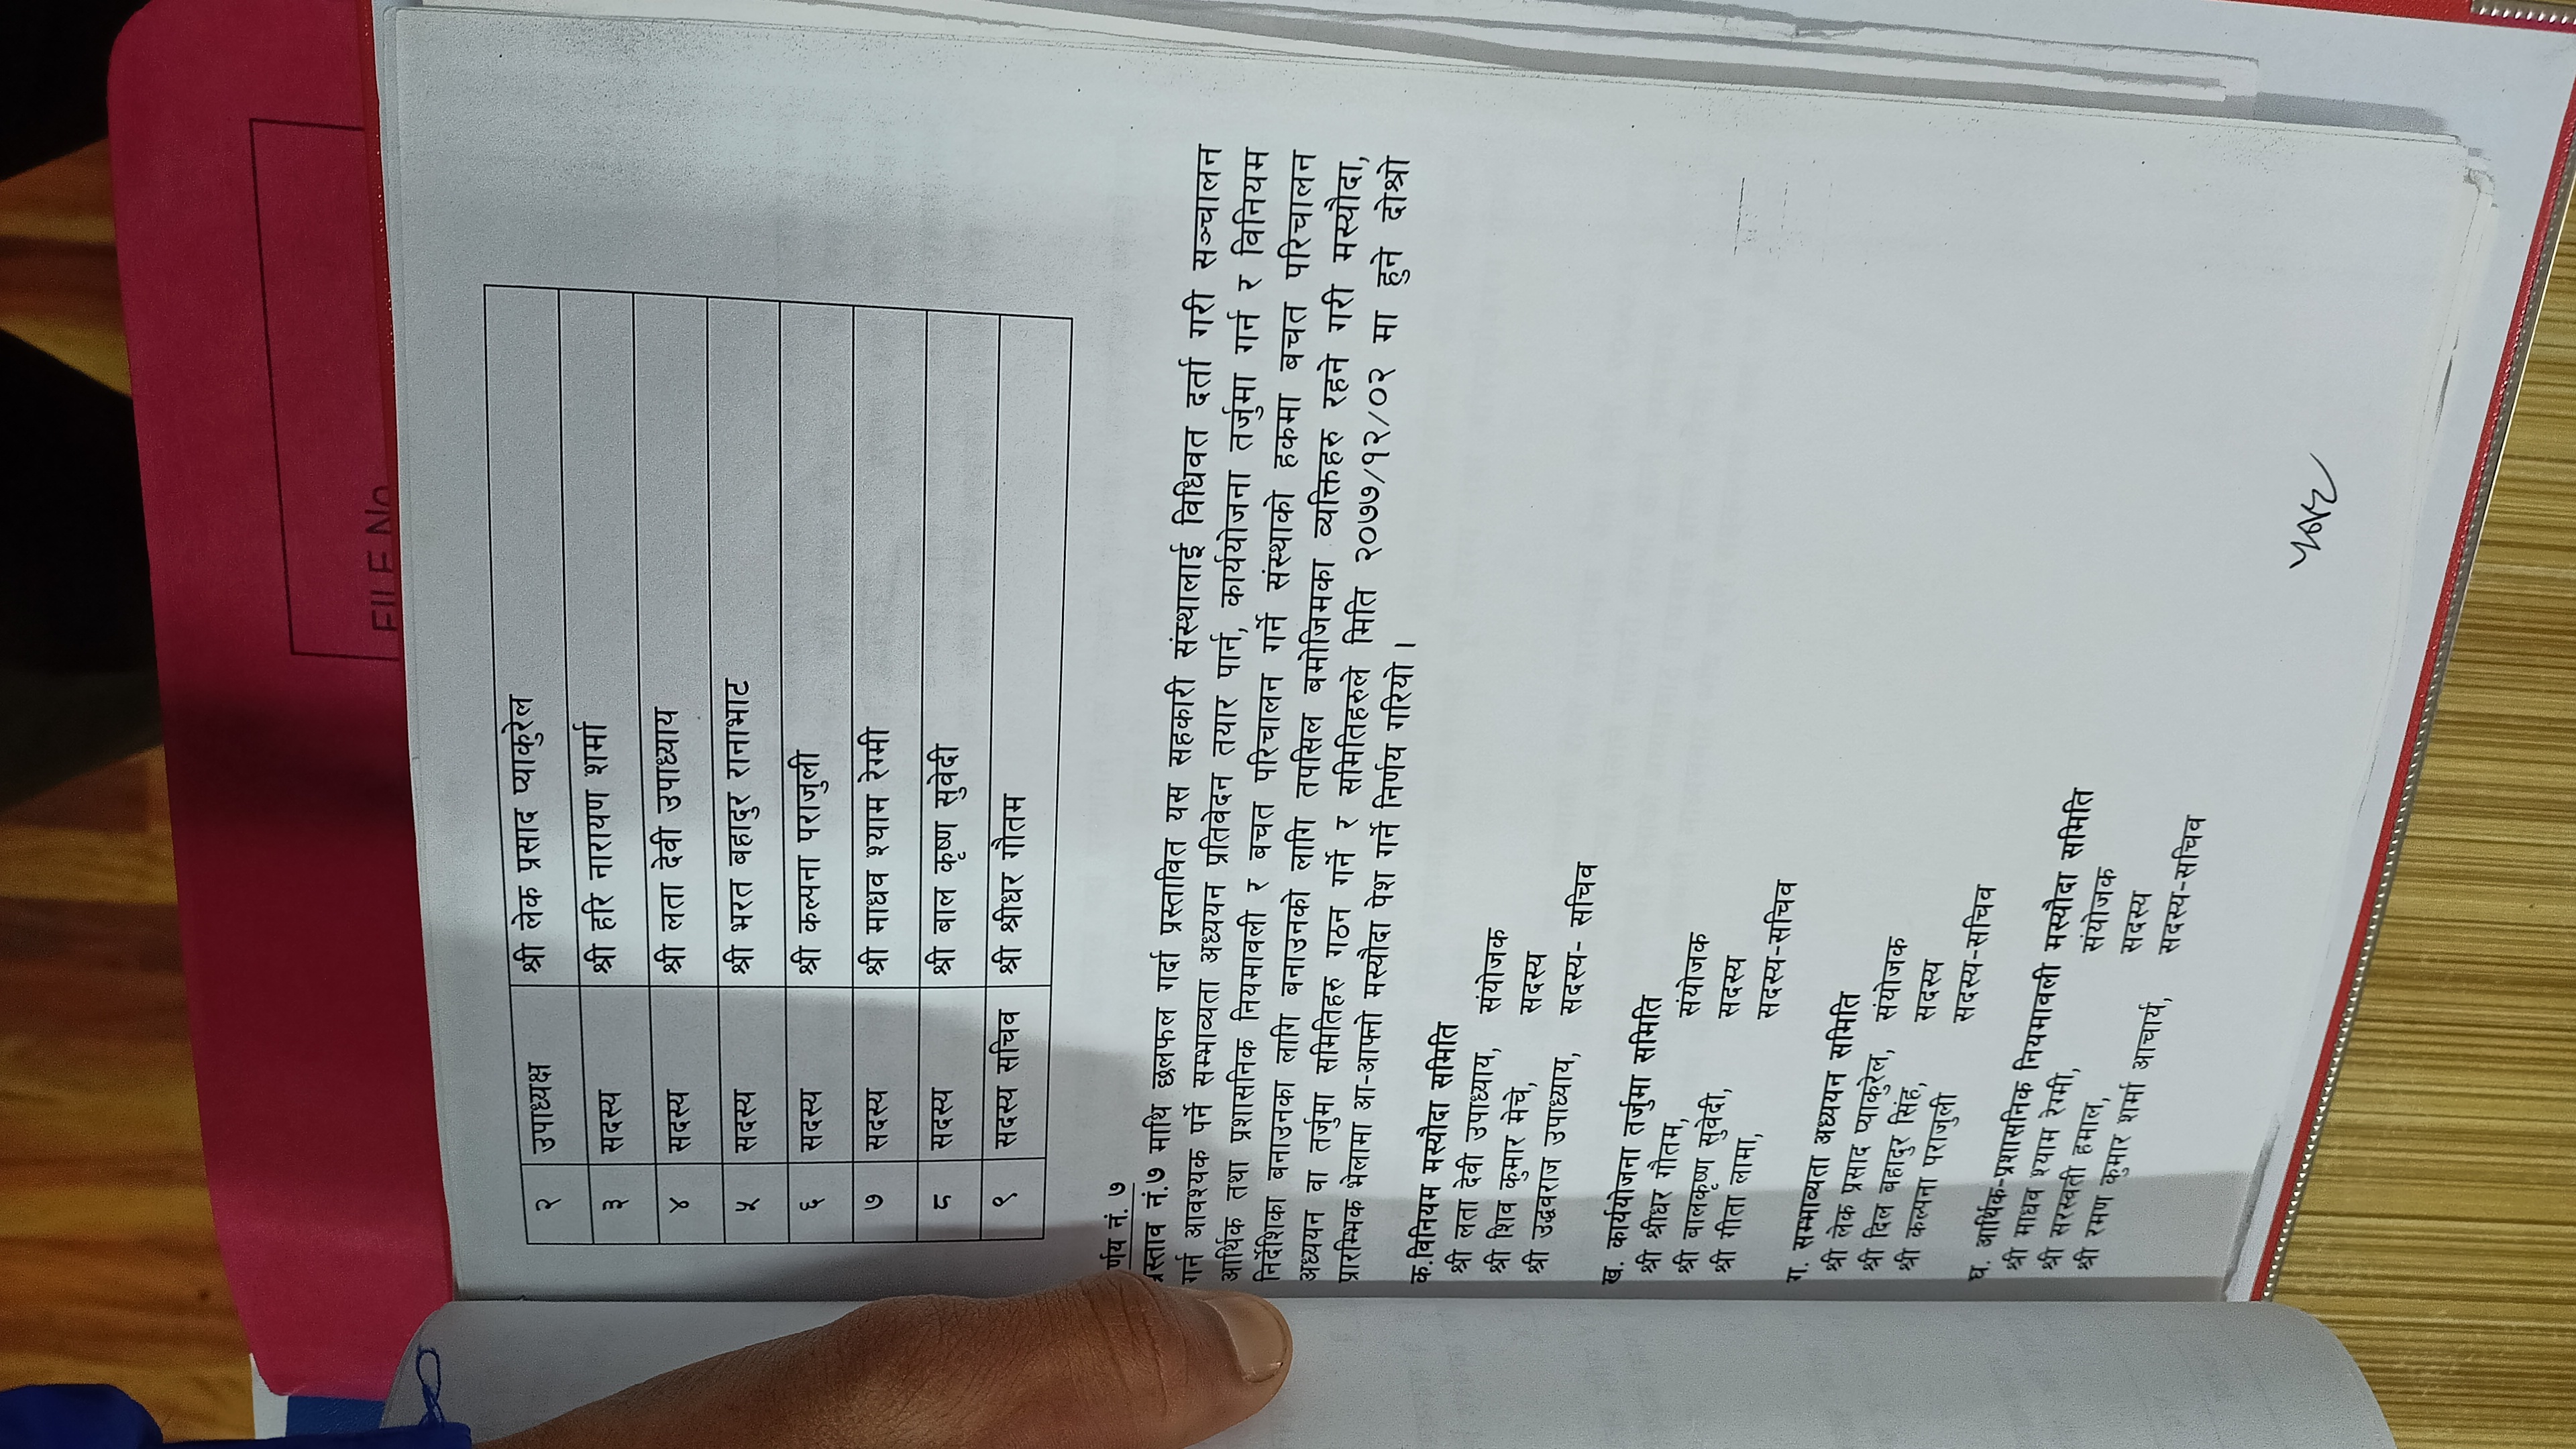 FILE No
२ उपाध्यक्ष श्री लेक प्रसाद प्याकुरेल
३ सदस्य श्री हरि नारायण शर्मा
४ सदस्य श्री लता देवी उपाध्याय
५ सदस्य श्री भरत बहादुर रानाभाट
६ सदस्य श्री कल्पना पराजुली
७ सदस्य श्री माधव श्याम रेग्मी
८ सदस्य श्री बाल कृष्ण सुवेदी
९ सदस्य सचिव श्री श्रीधर गौतम
र्णय नं. ७
प्रस्ताव नं.७ माथि छलफल गर्दा प्रस्तावित यस सहकारी संस्थालाई विधिवत दर्ता गरी सञ्चालन
गर्न आवश्यक पर्ने सम्भाव्यता अध्ययन प्रतिवेदन तयार पार्न, कार्ययोजना तर्जुमा गर्न र विनियम
आर्थिक तथा प्रशासनिक नियमावली र बचत परिचालन गर्ने संस्थाको हकमा बचत परिचालन
निर्देशिका बनाउनका लागि बनाउनको लागि तपसिल बमोजिमका व्यक्तिहरु रहने गरी मस्यौदा,
अध्ययन वा तर्जुमा समितिहरु गठन गर्ने र समितिहरुले मिति २०७७/१२/०२ मा हुने दोश्रो
प्रारम्भिक भेलामा आ-आफ्नो मस्यौदा पेश गर्ने निर्णय गरियो ।
क.विनियम मस्यौदा समिति
श्री लता देवी उपाध्याय, संयोजक
श्री शिव कुमार मेचे, सदस्य
श्री उद्धवराज उपाध्याय, सदस्य- सचिव
ख. कार्ययोजना तर्जुमा समिति
श्री श्रीधर गौतम, संयोजक
श्री बालकृष्ण सुवेदी, सदस्य
श्री गीता लामा, सदस्य-सचिव
ग. सम्भाव्यता अध्ययन समिति
श्री लेक प्रसाद प्याकुरेल, संयोजक
श्री दिल बहादुर सिंह, सदस्य
श्री कल्पना पराजुली सदस्य-सचिव
घ. आर्थिक-प्रशासनिक नियमावली मस्यौदा समिति
श्री माधव श्याम रेग्मी, संयोजक
श्री सरस्वती हमाल, सदस्य
श्री रमण कुमार शर्मा आचार्य, सदस्य-सचिव